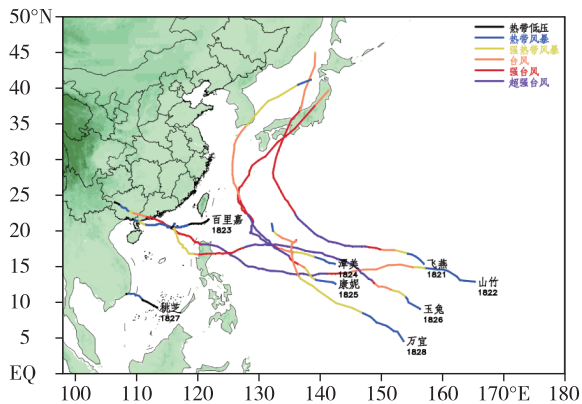 50°N
40
35
30
25
20
15
10
5
EQ
100
110
120
130
140
150
160
170°E
180
热带低压
热带风暴
强热带风暴
台风
强台风
超强台风
百里嘉
1823
潭美
1824
飞燕
1821
山竹
1822
康妮
1825
玉兔
1826
桃芝
1827
万宜
1828